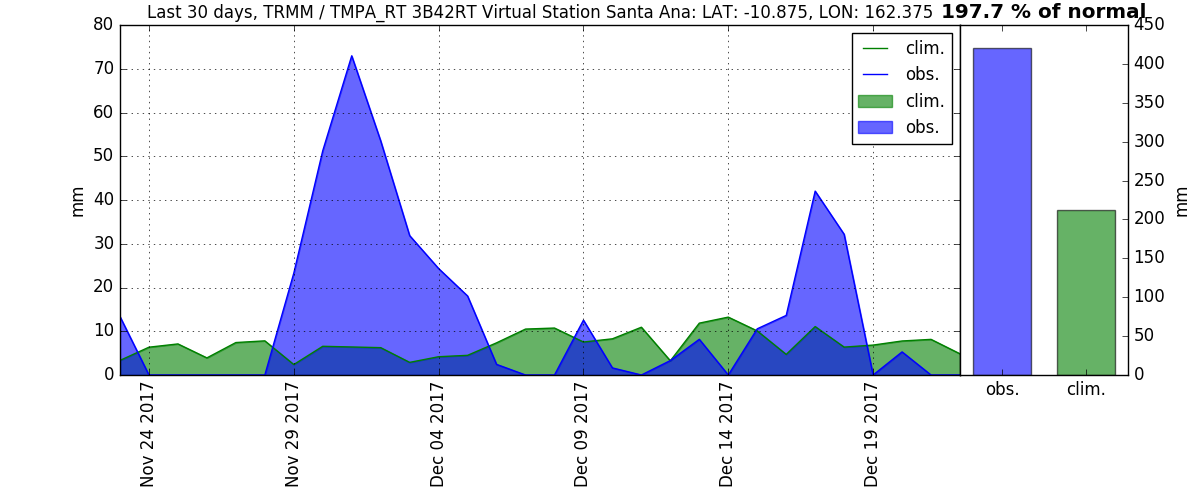 Last 30 days, TRMM / TMPA_RT 3B42RT Virtual Station Santa Ana: LAT: -10.875, LON: 162.375 197.7 % of normal
80
70
60
50
40
30
20
10
0
mm
clim.
obs.
clim.
obs.
450
400
350
300
250
200
150
100
50
0
mm
obs.
clim.
Nov 24 2017
Nov 29 2017
Dec 04 2017
Dec 09 2017
Dec 14 2017
Dec 19 2017